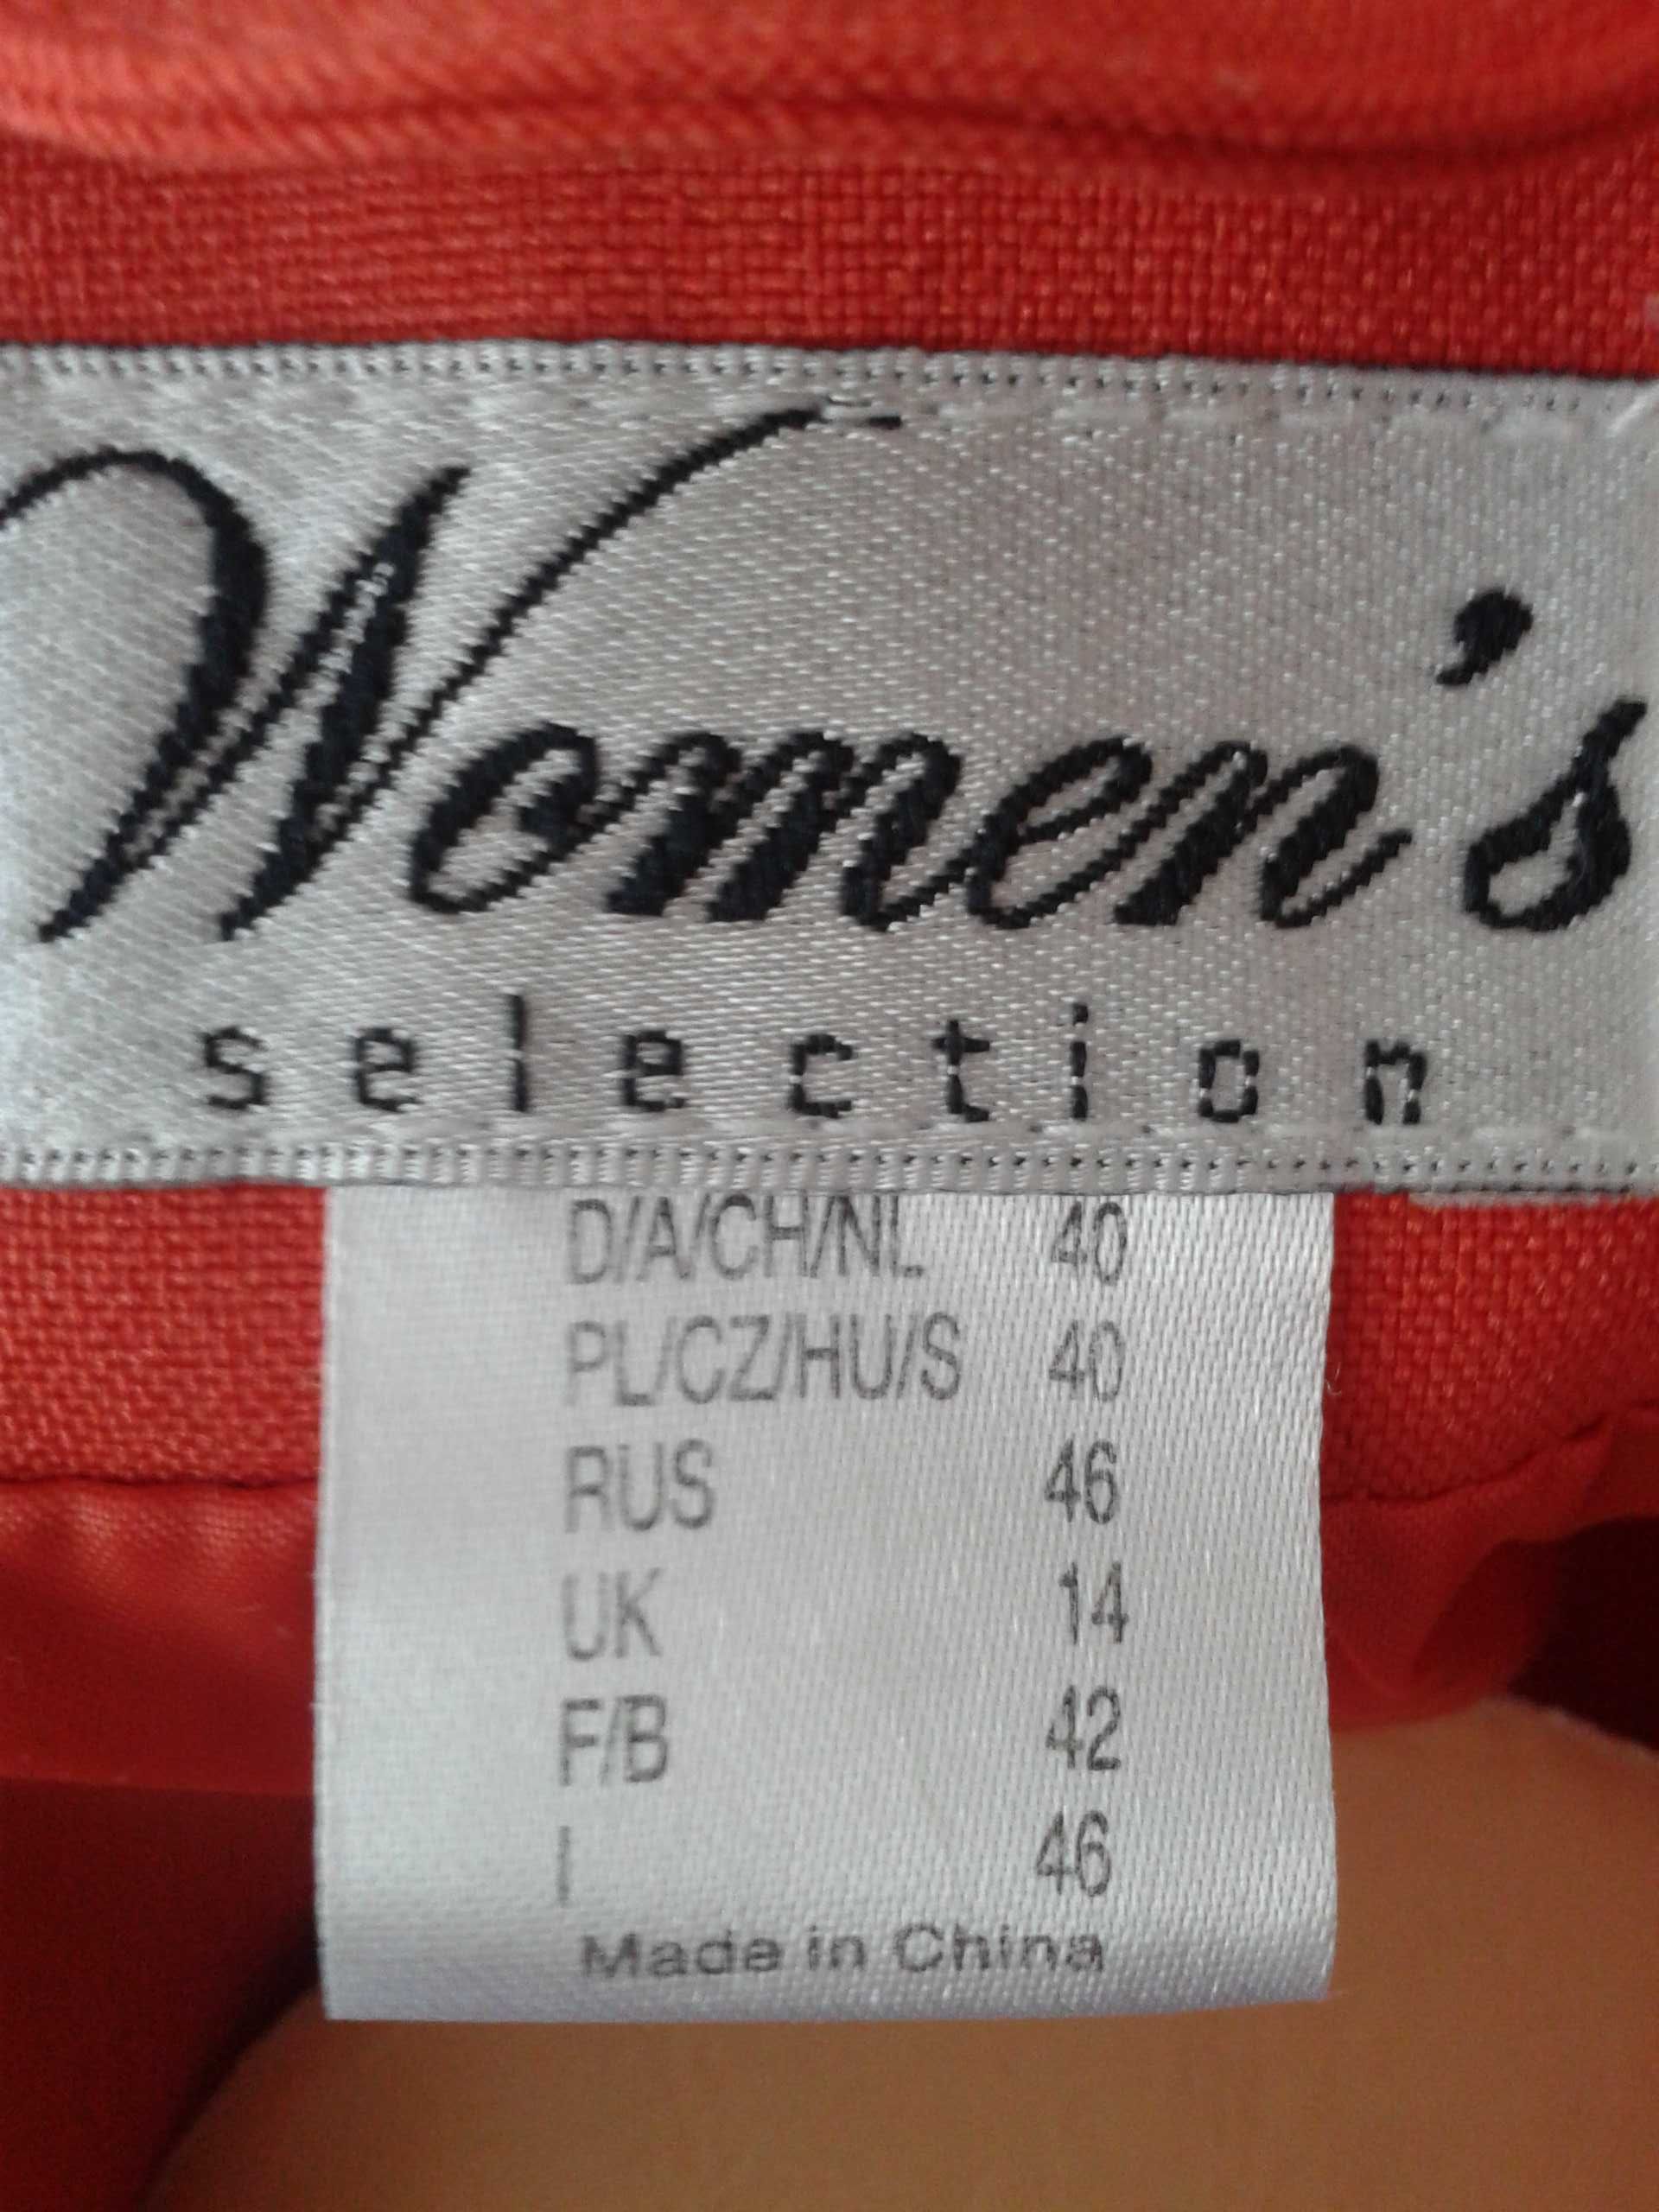 Women's
selection
D/A/CH/NL 40
PL/CZ/HU/S 40
RUS 46
UK 14
F/B 42
I 46
Made in China